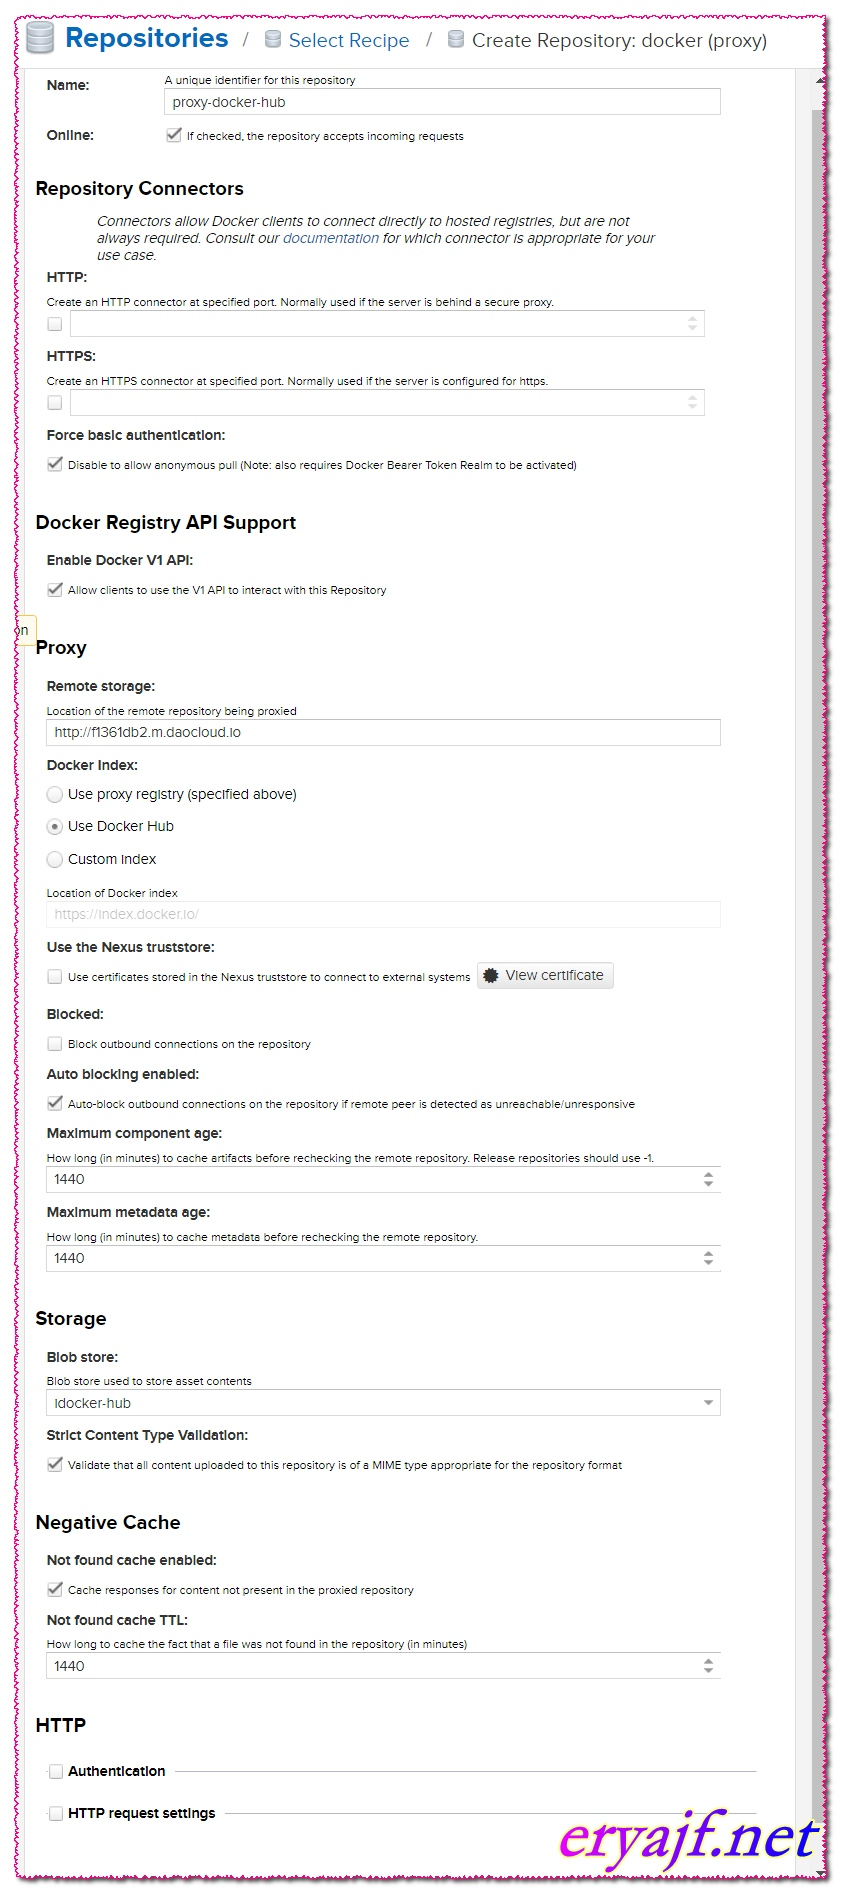 Repositories / Select Recipe / Create Repository: docker (proxy)
A unique identifier for this repository
Name:
proxy-docker-hub
Online:
If checked, the repository accepts incoming requests
Repository Connectors
Connectors allow Docker clients to connect directly to hosted registries, but are not
always required. Consult our documentation for which connector is appropriate for your
use case.
HTTP:
Create an HTTP connector at specified port. Normally used if the server is behind a secure proxy.
HTTPS:
Create an HTTPS connector at specified port. Normally used if the server is configured for https.
Force basic authentication:
Disable to allow anonymous pull (Note: also requires Docker Bearer Token Realm to be activated)
Docker Registry API Support
Enable Docker V1 API:
Allow clients to use the V1 API to interact with this Repository
on
Proxy
Remote storage:
Location of the remote repository being proxied
http://f1361db2.m.daocloud.io
Docker Index:
Use proxy registry (specified above)
Use Docker Hub
Custom Index
Location of Docker index
https://index.docker.io/
Use the Nexus truststore:
Use certificates stored in the Nexus truststore to connect to external systems
View certificate
Blocked:
Block outbound connections on the repository
Auto blocking enabled:
Auto-block outbound connections on the repository if remote peer is detected as unreachable/unresponsive
Maximum component age:
How long (in minutes) to cache artifacts before rechecking the remote repository. Release repositories should use -1.
1440
Maximum metadata age:
How long (in minutes) to cache metadata before rechecking the remote repository.
1440
Storage
Blob store:
Blob store used to store asset contents
idocker-hub
Strict Content Type Validation:
Validate that all content uploaded to this repository is of a MIME type appropriate for the repository format
Negative Cache
Not found cache enabled:
Cache responses for content not present in the proxied repository
Not found cache TTL:
How long to cache the fact that a file was not found in the repository (in minutes)
1440
HTTP
Authentication
HTTP request settings
eryajf.net